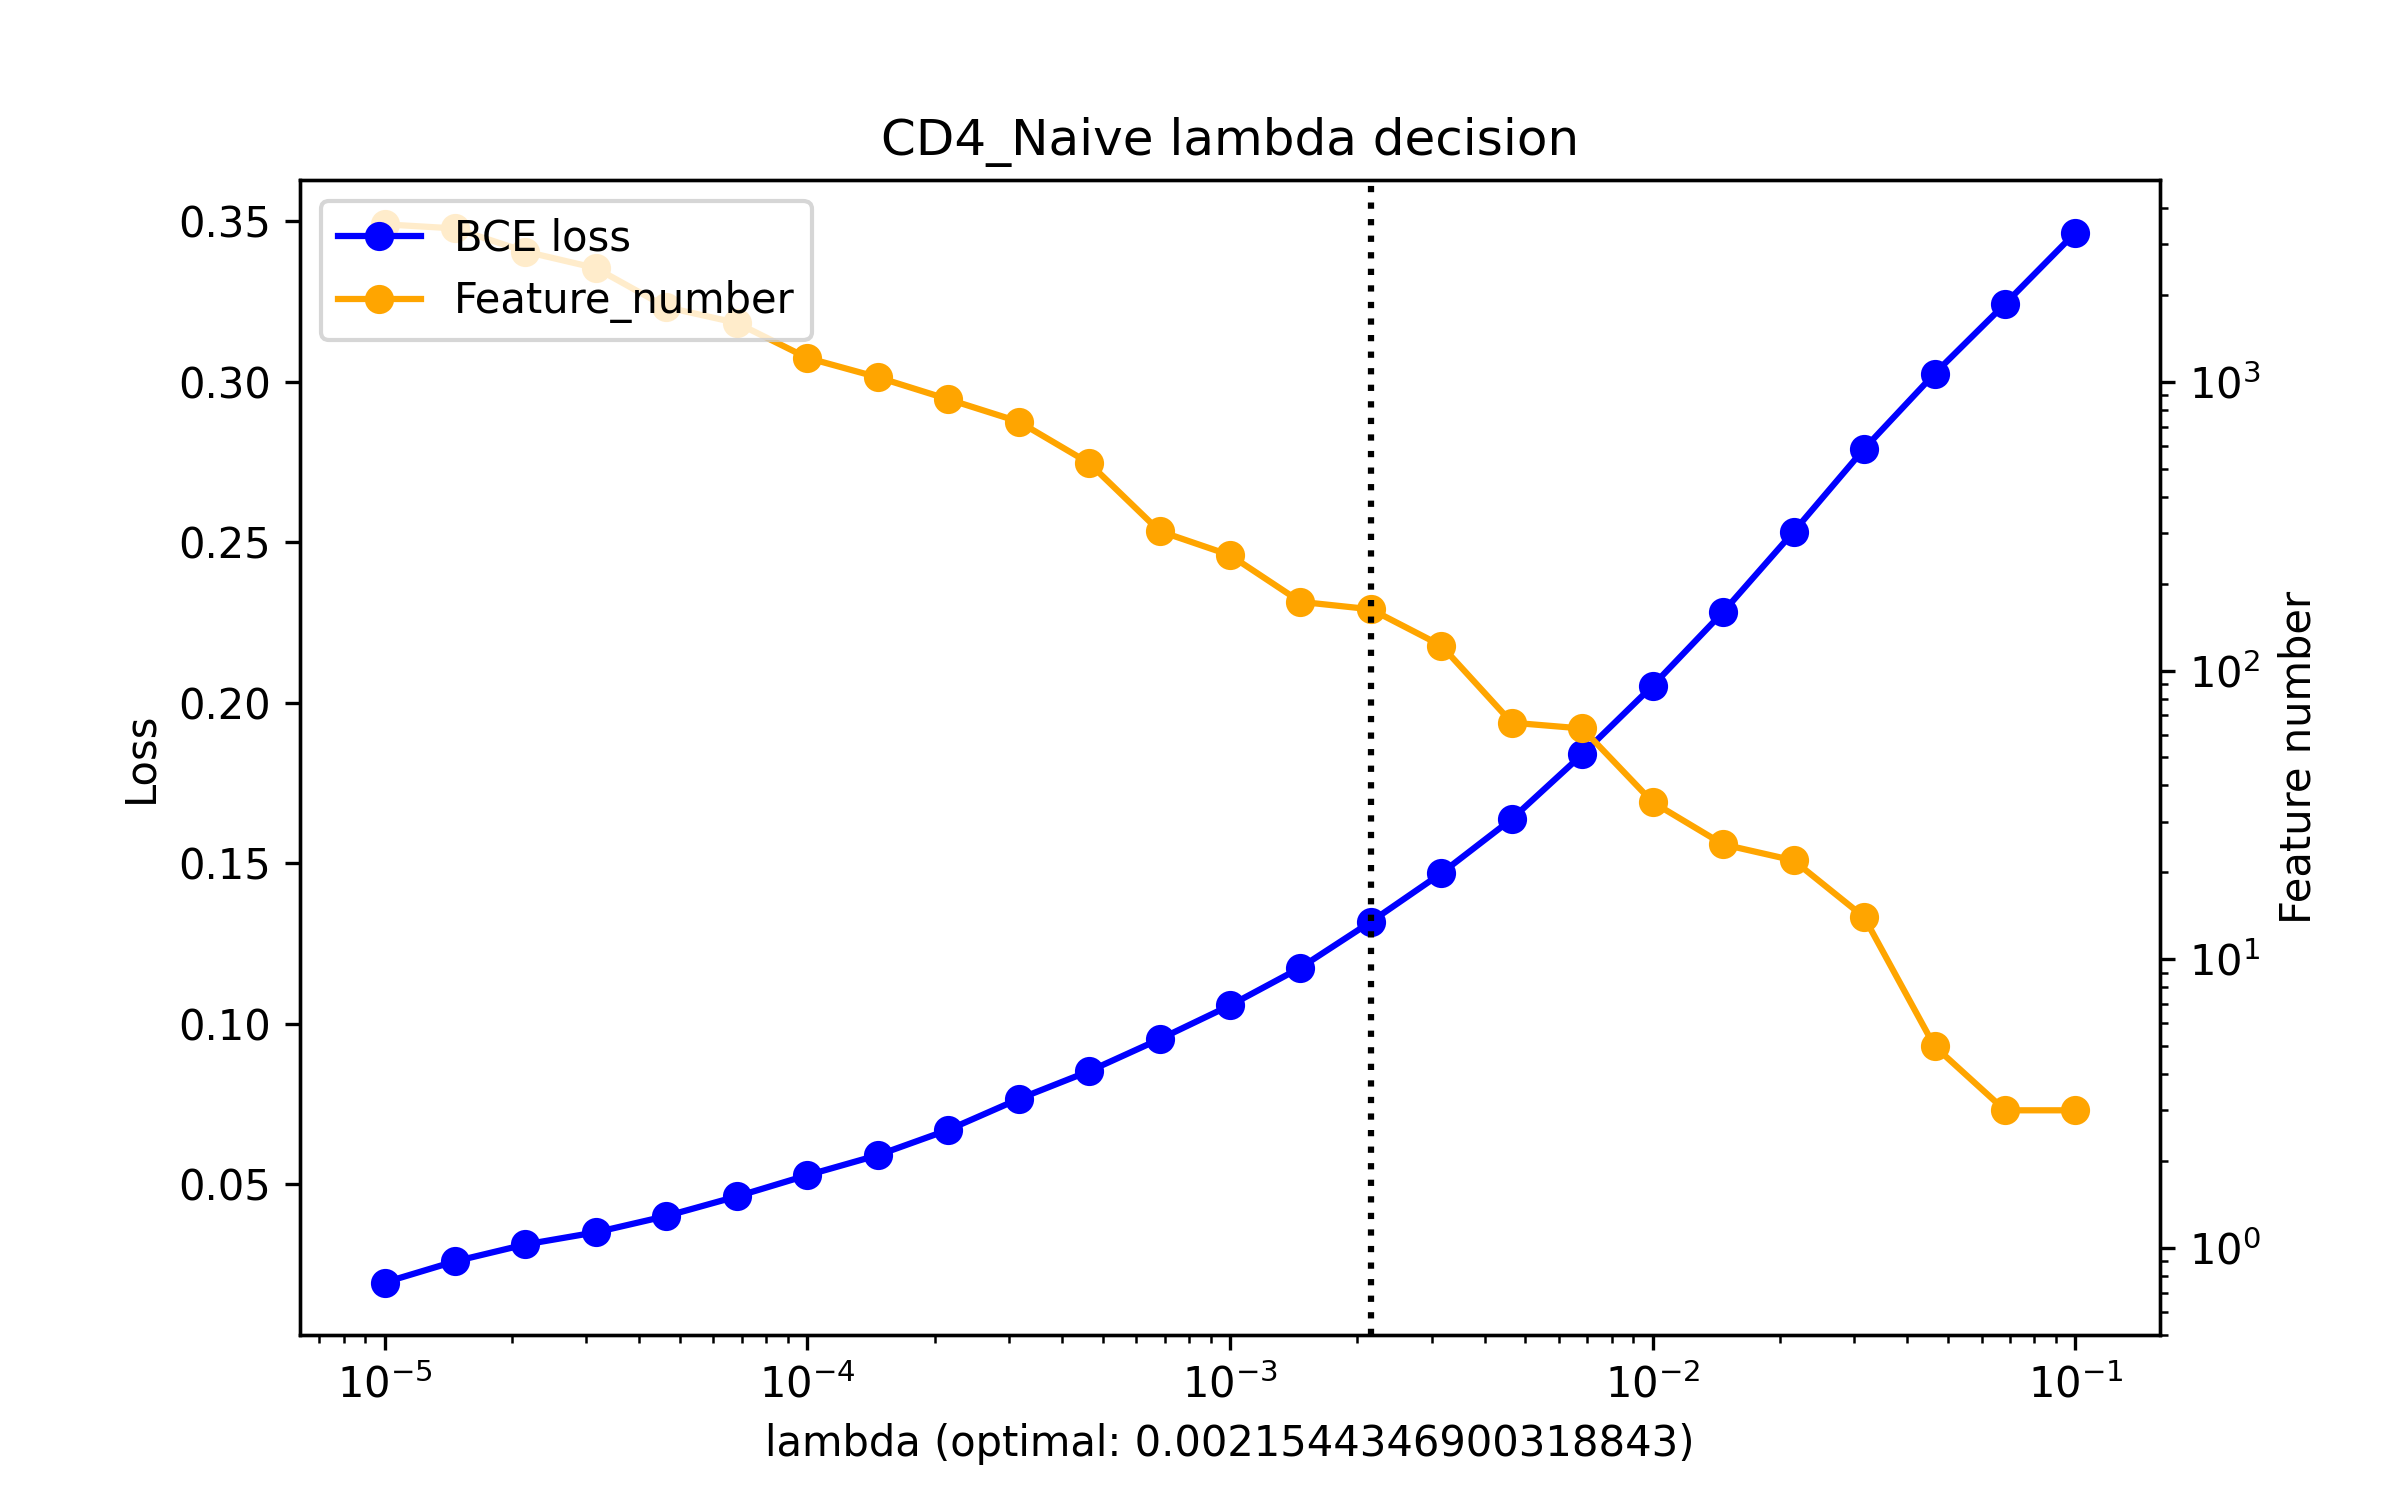 CD4_Naive lambda decision
BCE loss
Feature_number
Loss
0.35
0.30
0.25
0.20
0.15
0.10
0.05
10⁻⁵
10⁻⁴
10⁻³
10⁻²
10⁻¹
lambda (optimal: 0.0021544346900318843)
10³
10²
10¹
10⁰
Feature number